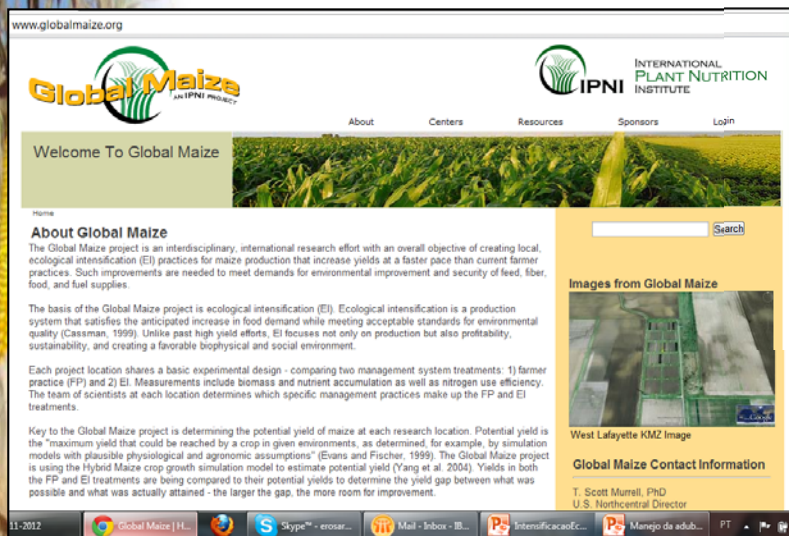 www.globalmaize.org
Global Maize
AN IPNI PROJECT
IPNI
INTERNATIONAL
PLANT NUTRITION
INSTITUTE
About Centers Resources Sponsors Login
Welcome To Global Maize
Home
About Global Maize
The Global Maize project is an interdisciplinary, international research effort with an overall objective of creating local,
ecological intensification (EI) practices for maize production that increase yields at a faster pace than current farmer
practices. Such improvements are needed to meet demands for environmental improvement and security of feed, fiber,
food, and fuel supplies.
The basis of the Global Maize project is ecological intensification (EI). Ecological intensification is a production
system that satisfies the anticipated increase in food demand while meeting acceptable standards for environmental
quality (Cassman, 1999). Unlike past high yield efforts, EI focuses not only on production but also profitability,
sustainability, and creating a favorable biophysical and social environment.
Each project location shares a basic experimental design - comparing two management system treatments: 1) farmer
practice (FP) and 2) EI. Measurements include biomass and nutrient accumulation as well as nitrogen use efficiency.
The team of scientists at each location determines which specific management practices make up the FP and EI
treatments.
Key to the Global Maize project is determining the potential yield of maize at each research location. Potential yield is
the "maximum yield that could be reached by a crop in given environments, as determined, for example, by simulation
models with plausible physiological and agronomic assumptions" (Evans and Fischer, 1999). The Global Maize project
is using the Hybrid Maize crop growth simulation model to estimate potential yield (Yang et al. 2004). Yields in both
the FP and EI treatments are being compared to their potential yields to determine the yield gap between what was
possible and what was actually attained - the larger the gap, the more room for improvement.
Search
Images from Global Maize
Google
West Lafayette KMZ Image
Global Maize Contact Information
T. Scott Murrell, PhD
U.S. Northcentral Director
11-2012 Global Maize | H... Skype™ - erosar... Mail - Inbox - IB... IntensificacaoEc... Manejo da adub... PT